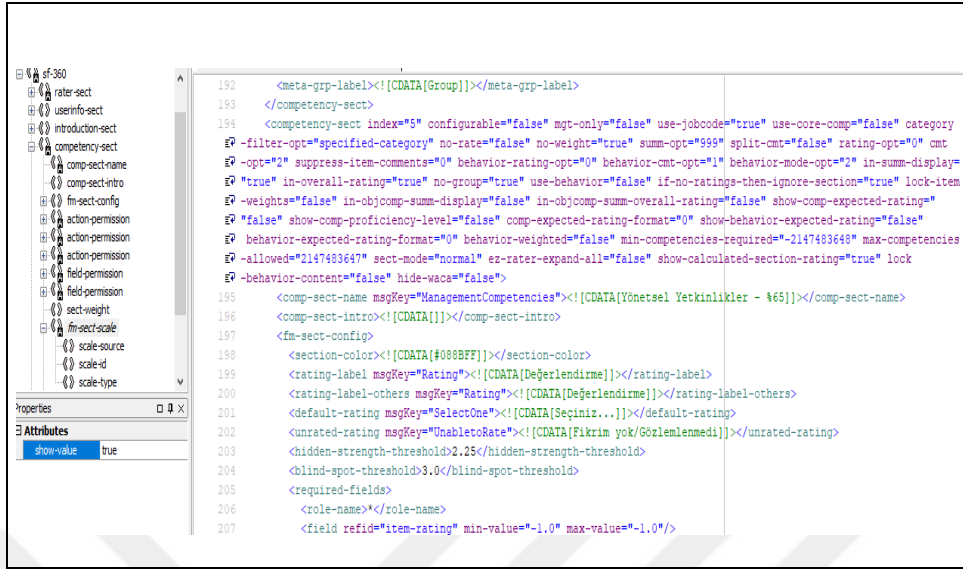 sf-360
rater-sect
userinfo-sect
introduction-sect
competency-sect
comp-sect-name
comp-sect-intro
fm-sect-config
action-permission
action-permission
action-permission
field-permission
field-permission
sect-weight
fm-sect-scale
scale-source
scale-id
scale-type
Properties
Attributes
show-value true
192 <meta-grp-label><![CDATA[Group]]></meta-grp-label>
193 </competency-sect>
194 <competency-sect index="5" configurable="false" mgt-only="false" use-jobcode="true" use-core-comp="false" category
-filter-opt="specified-category" no-rate="false" no-weight="true" summ-opt="999" split-cmt="false" rating-opt="0" cmt
-opt="2" suppress-item-comments="0" behavior-rating-opt="0" behavior-cmt-opt="1" behavior-mode-opt="2" in-summ-display=
"true" in-overall-rating="true" no-group="true" use-behavior="false" if-no-ratings-then-ignore-section="true" lock-item
-weights="false" in-objcomp-summ-display="false" in-objcomp-summ-overall-rating="false" show-comp-expected-rating="
"false" show-comp-proficiency-level="false" comp-expected-rating-format="0" show-behavior-expected-rating="false"
behavior-expected-rating-format="0" behavior-weighted="false" min-competencies-required="-2147483648" max-competencies
-allowed="2147483647" sect-mode="normal" ez-rater-expand-all="false" show-calculated-section-rating="true" lock
-behavior-content="false" hide-waca="false">
195 <comp-sect-name msgKey="ManagementCompetencies"><![CDATA[Yönetsel Yetkinlikler - %65]]></comp-sect-name>
196 <comp-sect-intro><![CDATA[]]></comp-sect-intro>
197 <fm-sect-config>
198 <section-color><![CDATA[#088BFF]]></section-color>
199 <rating-label msgKey="Rating"><![CDATA[Değerlendirme]]></rating-label>
200 <rating-label-others msgKey="Rating"><![CDATA[Değerlendirme]]></rating-label-others>
201 <default-rating msgKey="SelectOne"><![CDATA[Seçiniz...]]></default-rating>
202 <unrated-rating msgKey="UnabletoRate"><![CDATA[Fikrim yok/Gözlemlenmedi]]></unrated-rating>
203 <hidden-strength-threshold>2.25</hidden-strength-threshold>
204 <blind-spot-threshold>3.0</blind-spot-threshold>
205 <required-fields>
206 <role-name>*</role-name>
207 <field refid="item-rating" min-value="-1.0" max-value="-1.0"/>